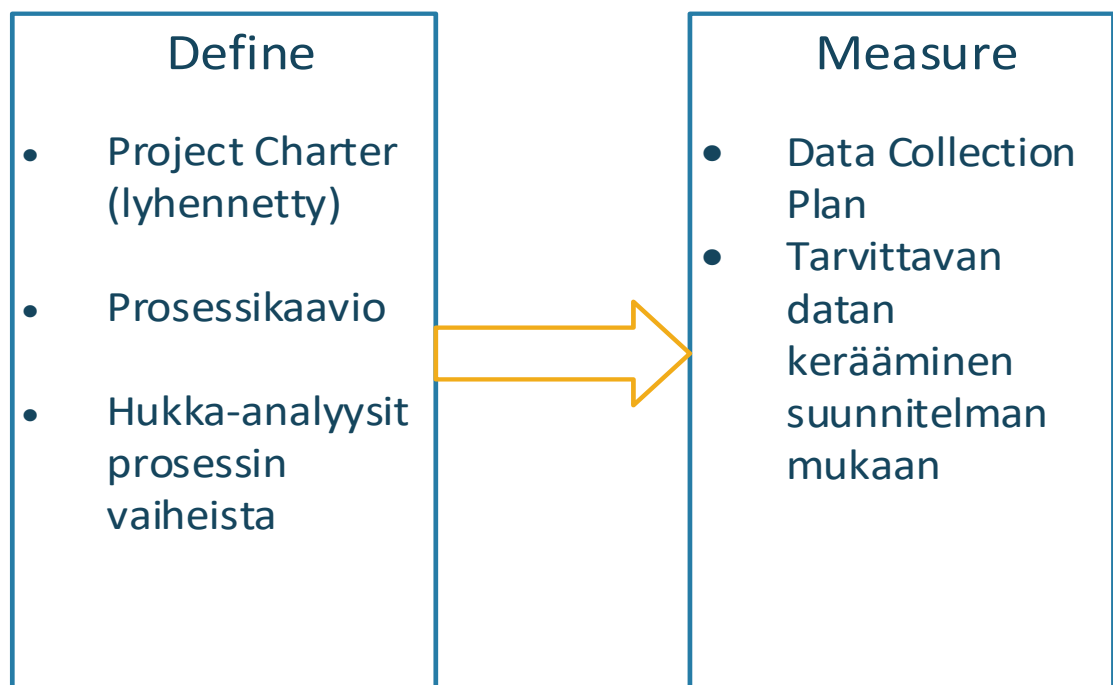 Define
• Project Charter
(lyhennetty)
• Prosessikaavio
• Hukka-analyysit
prosessin
vaiheista
Measure
• Data Collection
Plan
• Tarvittavan
datan
kerääminen
suunnitelman
mukaan